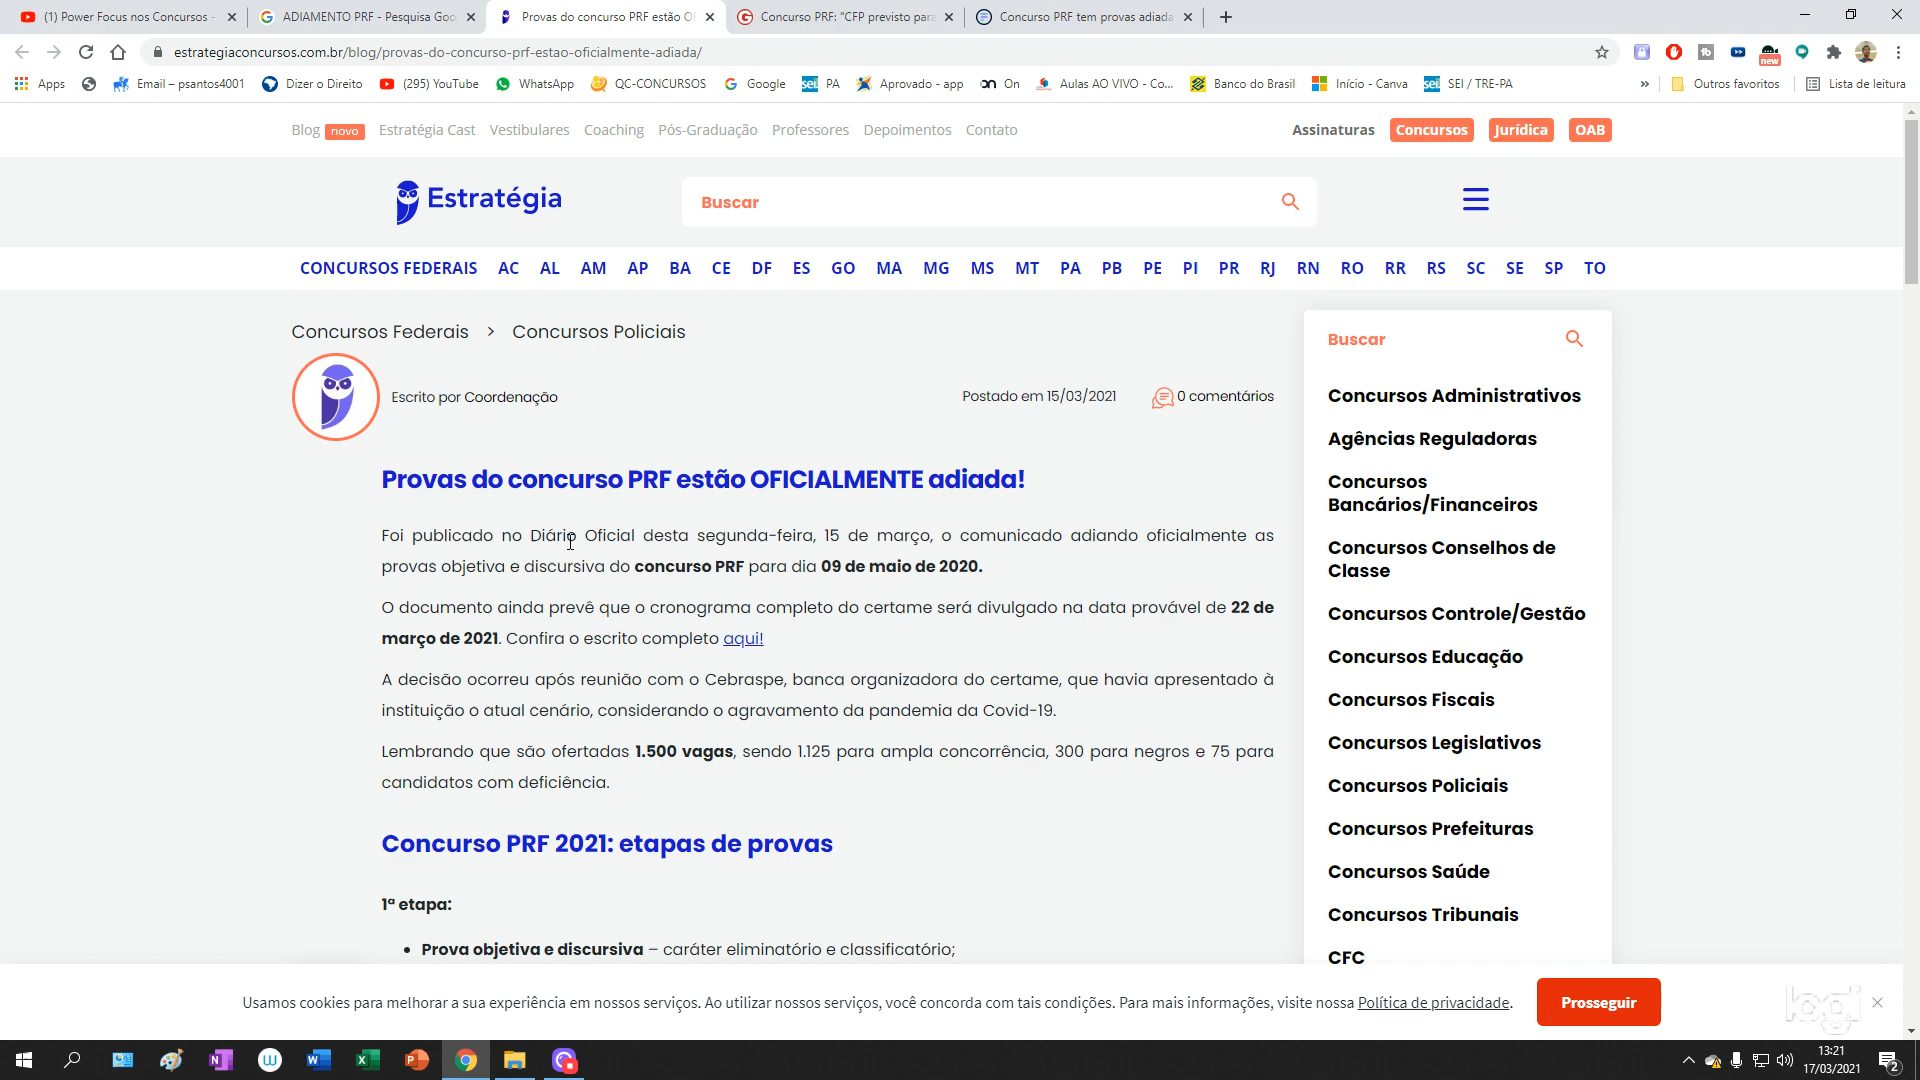 (1) Power Focus nos Concursos -
ADIAMENTO PRF - Pesquisa Goo
Provas do concurso PRF estão OF
Concurso PRF: "CFP previsto para
Concurso PRF tem provas adiada
estrategiaconcursos.com.br/blog/provas-do-concurso-prf-estao-oficialmente-adiada/
new
Apps
Email – psantos4001
Dizer o Direito
(295) YouTube
WhatsApp
QC-CONCURSOS
Google
sei! PA
Aprovado - app
On
Aulas AO VIVO - Co...
Banco do Brasil
Início - Canva
sei! SEI / TRE-PA
»
Outros favoritos
Lista de leitura
Blog novo Estratégia Cast Vestibulares Coaching Pós-Graduação Professores Depoimentos Contato
Assinaturas Concursos Jurídica OAB
Estratégia
Buscar
CONCURSOS FEDERAIS AC AL AM AP BA CE DF ES GO MA MG MS MT PA PB PE PI PR RJ RN RO RR RS SC SE SP TO
Concursos Federais > Concursos Policiais
Escrito por Coordenação
Postado em 15/03/2021
0 comentários
Provas do concurso PRF estão OFICIALMENTE adiada!
Foi publicado no Diário Oficial desta segunda-feira, 15 de março, o comunicado adiando oficialmente as
provas objetiva e discursiva do concurso PRF para dia 09 de maio de 2020.
O documento ainda prevê que o cronograma completo do certame será divulgado na data provável de 22 de
março de 2021. Confira o escrito completo aqui!
A decisão ocorreu após reunião com o Cebraspe, banca organizadora do certame, que havia apresentado à
instituição o atual cenário, considerando o agravamento da pandemia da Covid-19.
Lembrando que são ofertadas 1.500 vagas, sendo 1.125 para ampla concorrência, 300 para negros e 75 para
candidatos com deficiência.
Concurso PRF 2021: etapas de provas
1ª etapa:
• Prova objetiva e discursiva – caráter eliminatório e classificatório;
Buscar
Concursos Administrativos
Agências Reguladoras
Concursos
Bancários/Financeiros
Concursos Conselhos de
Classe
Concursos Controle/Gestão
Concursos Educação
Concursos Fiscais
Concursos Legislativos
Concursos Policiais
Concursos Prefeituras
Concursos Saúde
Concursos Tribunais
CFC
Usamos cookies para melhorar a sua experiência em nossos serviços. Ao utilizar nossos serviços, você concorda com tais condições. Para mais informações, visite nossa Política de privacidade.
Prosseguir
logi
13:21
17/03/2021
2